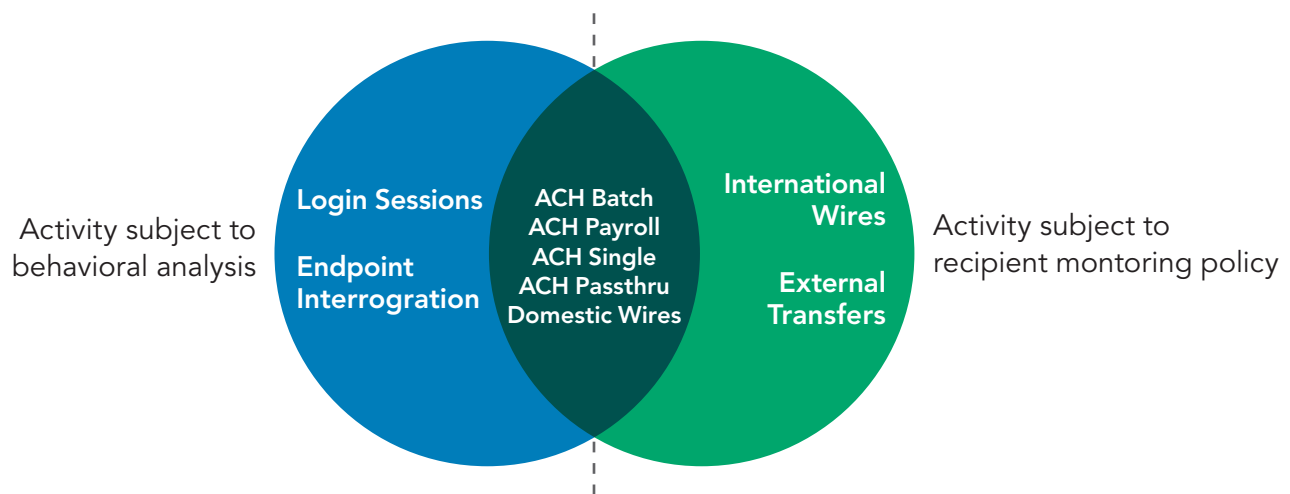 Activity subject to
behavioral analysis
Login Sessions
Endpoint
Interrogration
ACH Batch
ACH Payroll
ACH Single
ACH Passthru
Domestic Wires
International
Wires
External
Transfers
Activity subject to
recipient montoring policy